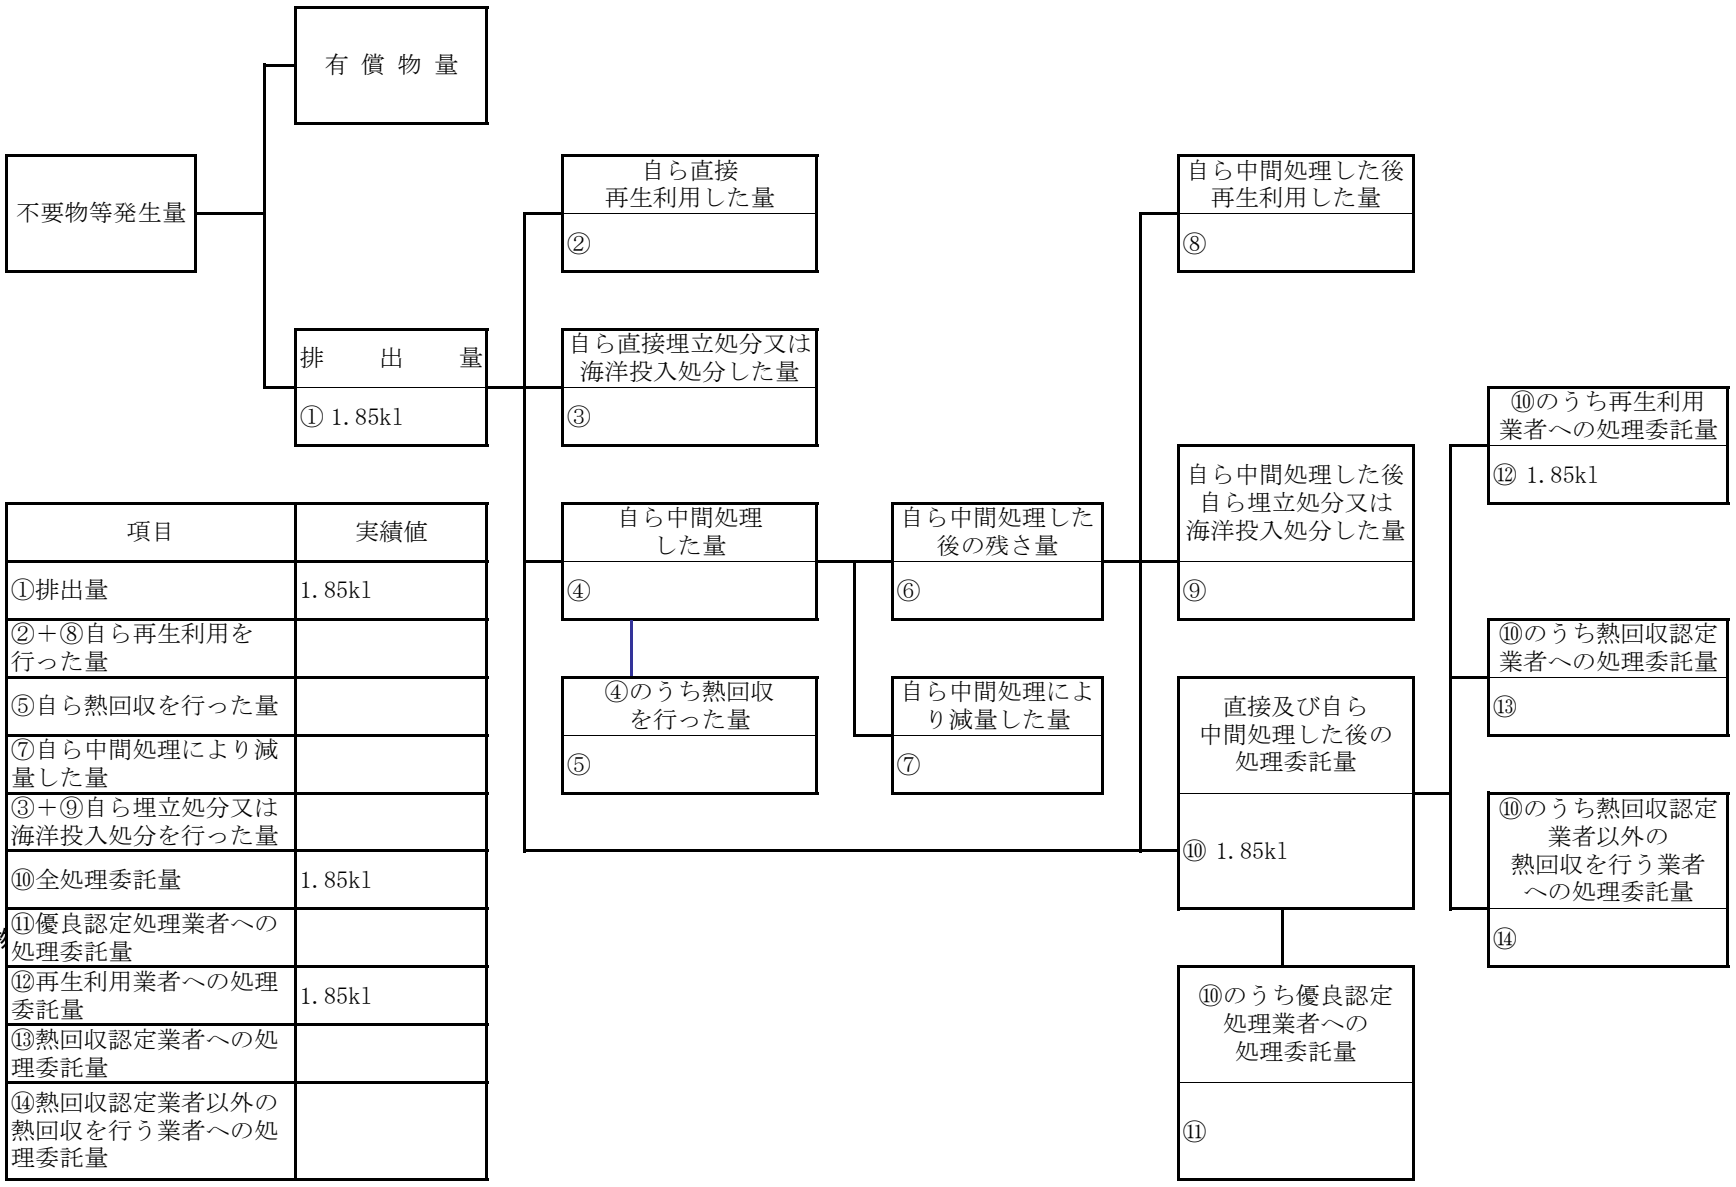 有償物量
不要物等発生量
排出量
① 1.85kl
自ら直接
再生利用した量
②
自ら直接埋立処分又は
海洋投入処分した量
③
自ら中間処理
した量
④
④のうち熱回収
を行った量
⑤
自ら中間処理した
後の残さ量
⑥
自ら中間処理によ
り減量した量
⑦
自ら中間処理した後
再生利用した量
⑧
自ら中間処理した後
自ら埋立処分又は
海洋投入処分した量
⑨
直接及び自ら
中間処理した後の
処理委託量
⑩ 1.85kl
⑩のうち優良認定
処理業者への
処理委託量
⑪
⑩のうち再生利用
業者への処理委託量
⑫ 1.85kl
⑩のうち熱回収認定
業者への処理委託量
⑬
⑩のうち熱回収認定
業者以外の
熱回収を行う業者
への処理委託量
⑭
項目 実績値
①排出量 1.85kl
②＋⑧自ら再生利用を
行った量
⑤自ら熱回収を行った量
⑦自ら中間処理により減
量した量
③＋⑨自ら埋立処分又は
海洋投入処分を行った量
⑩全処理委託量 1.85kl
⑪優良認定処理業者への
処理委託量
⑫再生利用業者への処理
委託量 1.85kl
⑬熱回収認定業者への処
理委託量
⑭熱回収認定業者以外の
熱回収を行う業者への処
理委託量